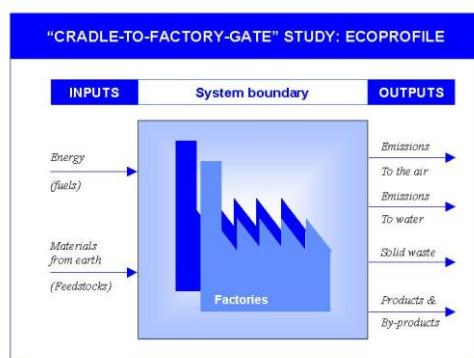 "CRADLE-TO-FACTORY-GATE" STUDY: ECOPROFILE
INPUTS
System boundary
OUTPUTS
Energy
(fuels)
Materials
from earth
(Feedstocks)
Factories
Emissions
To the air
Emissions
To water
Solid waste
Products &
By-products